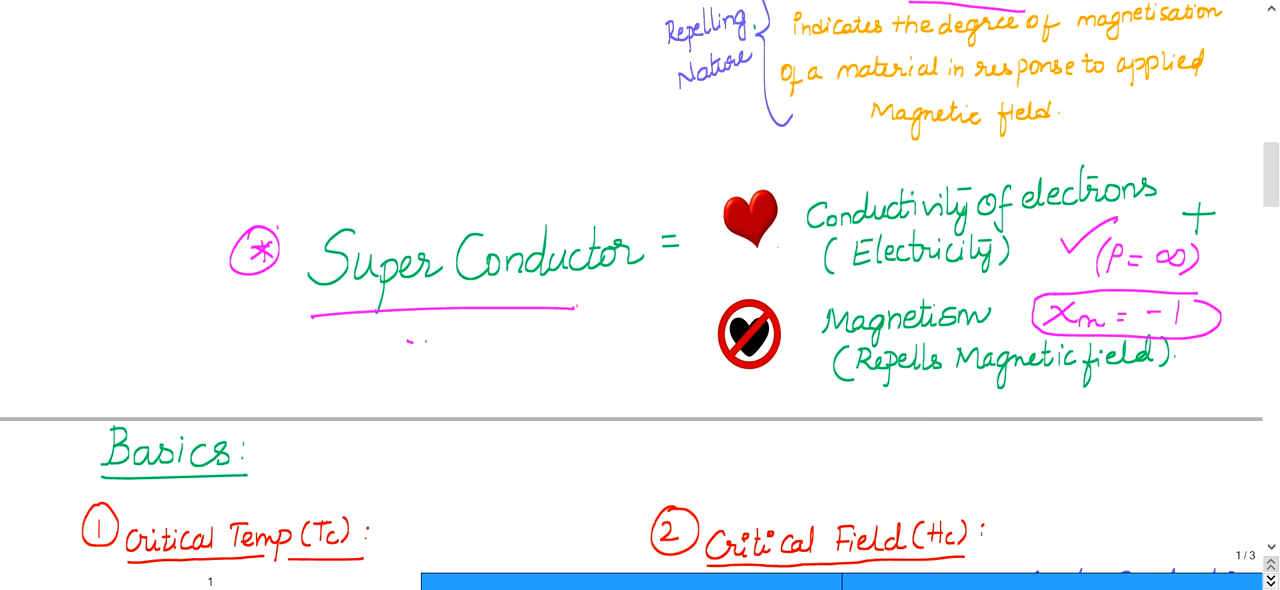 Repelling
Nature
indicates the degree of magnetisation
of a material in response to applied
Magnetic field.
* Super Conductor =
Conductivity of electrons +
(Electricity) ✓ (ρ = ∞)
Magnetism χm = -1
(Repells Magnetic field).
Basics:
① Critical Temp (Tc):
② Critical Field (Hc):
1 / 3
1